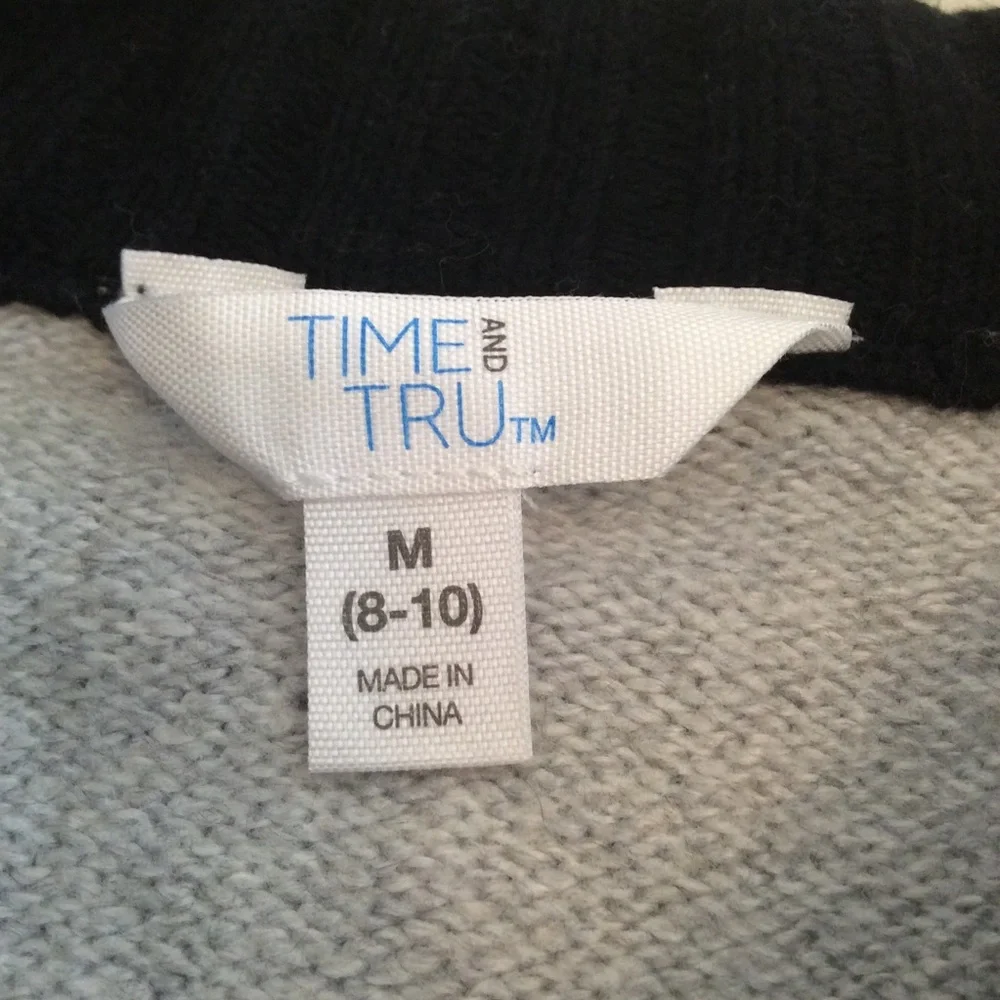 TIME AND
TRU™
M
(8-10)
MADE IN
CHINA